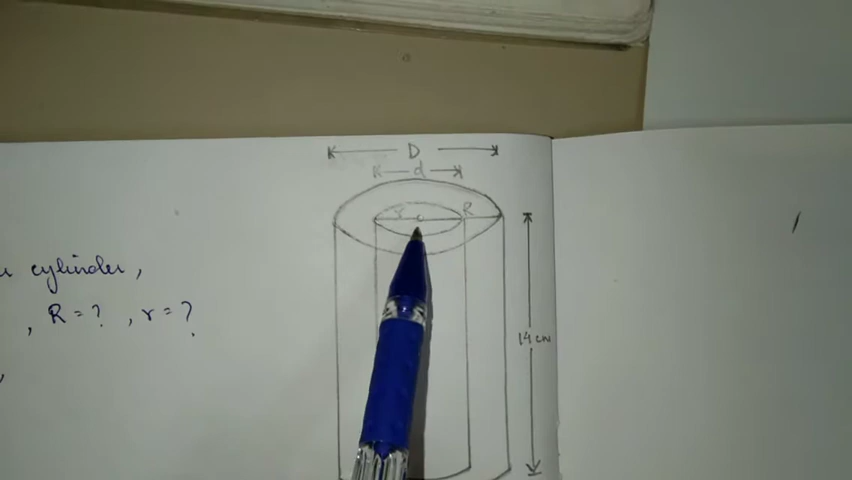 D
d
r R
cylinder,
, R = ? , r = ?
14 cm